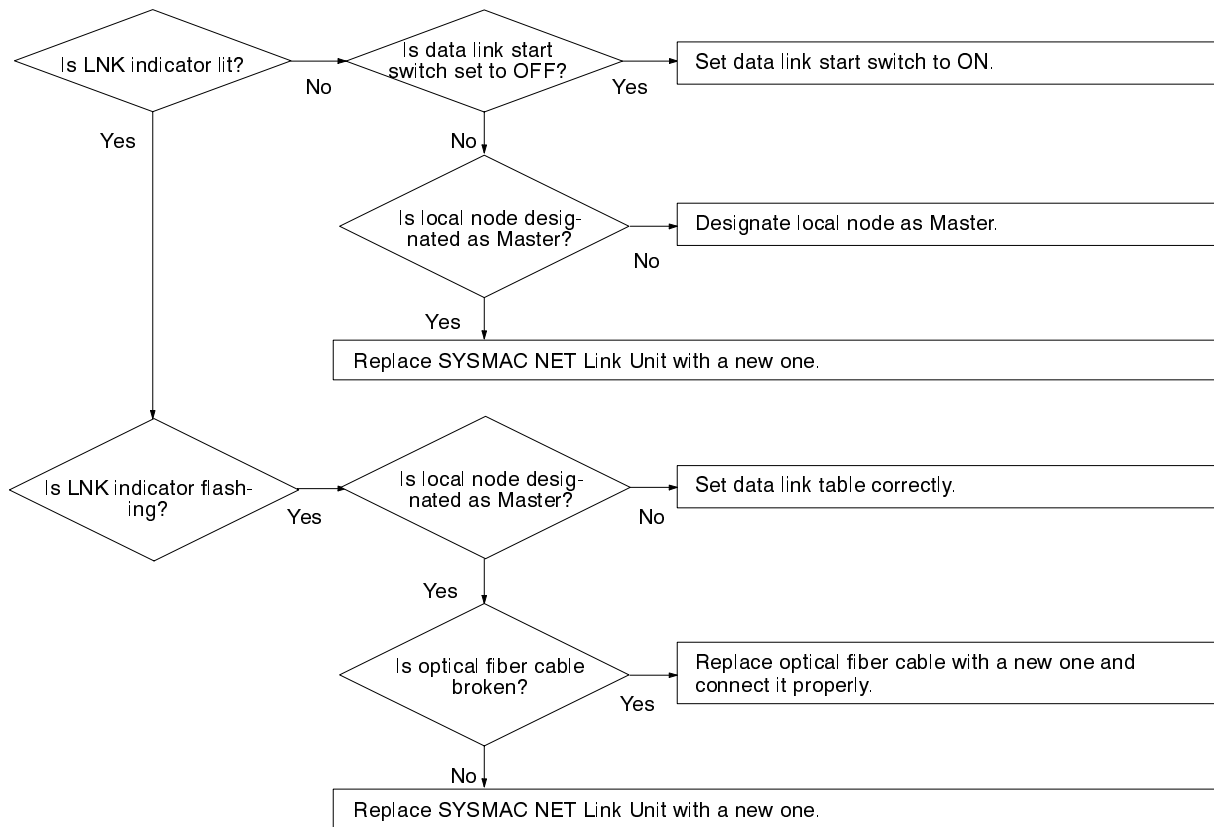 Is LNK indicator lit?
No
Is data link start
switch set to OFF?
Yes
Set data link start switch to ON.
Yes
No
Is local node desig-
nated as Master?
No
Designate local node as Master.
Yes
Replace SYSMAC NET Link Unit with a new one.
Is LNK indicator flash-
ing?
Yes
Is local node desig-
nated as Master?
No
Set data link table correctly.
Yes
Is optical fiber cable
broken?
Yes
Replace optical fiber cable with a new one and
connect it properly.
No
Replace SYSMAC NET Link Unit with a new one.